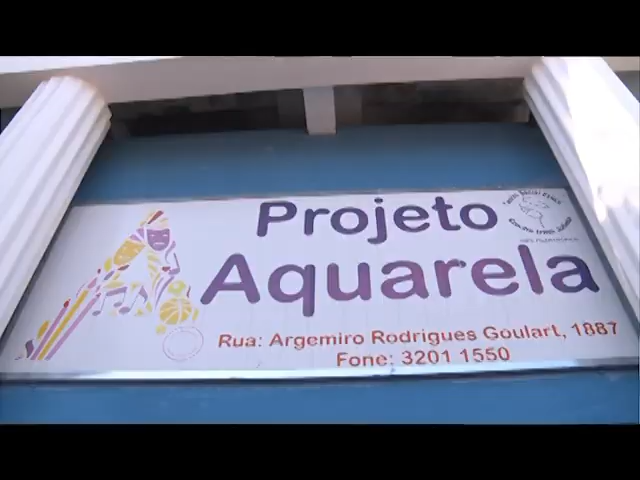 Projeto
Aquarela
Rua: Argemiro Rodrigues Goulart, 1887
Fone: 3201 1550